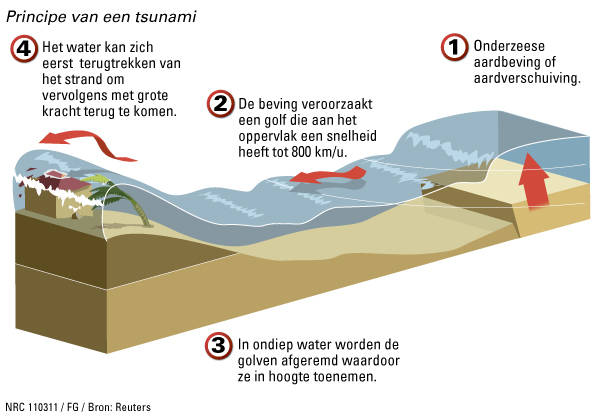 Principe van een tsunami
1
Onderzeese
aardbeving of
aardverschuiving.
2
De beving veroorzaakt
een golf die aan het
oppervlak een snelheid
heeft tot 800 km/u.
3
In ondiep water worden de
golven afgeremd waardoor
ze in hoogte toenemen.
4
Het water kan zich
eerst terugtrekken van
het strand om
vervolgens met grote
kracht terug te komen.
NRC 110311 / FG / Bron: Reuters